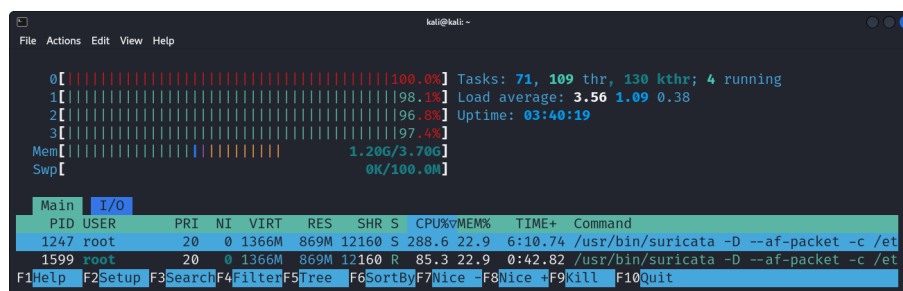 kali@kali: ~
File Actions Edit View Help
0[||||||||||||||||||||||||||||||||||||||100.0%] Tasks: 71, 109 thr, 130 kthr; 4 running
1[|||||||||||||||||||||||||||||||||||||||98.1%] Load average: 3.56 1.09 0.38
2[|||||||||||||||||||||||||||||||||||||||96.8%] Uptime: 03:40:19
3[|||||||||||||||||||||||||||||||||||||||97.4%]
Mem[|||||||||||||||||||||||||| 1.20G/3.70G]
Swp[ 0K/100.0M]
Main I/O
PID USER PRI NI VIRT RES SHR S CPU%▽MEM% TIME+ Command
1247 root 20 0 1366M 869M 12160 S 288.6 22.9 6:10.74 /usr/bin/suricata -D --af-packet -c /et
1599 root 20 0 1366M 869M 12160 R 85.3 22.9 0:42.82 /usr/bin/suricata -D --af-packet -c /et
F1Help F2Setup F3SearchF4FilterF5Tree F6SortByF7Nice -F8Nice +F9Kill F10Quit